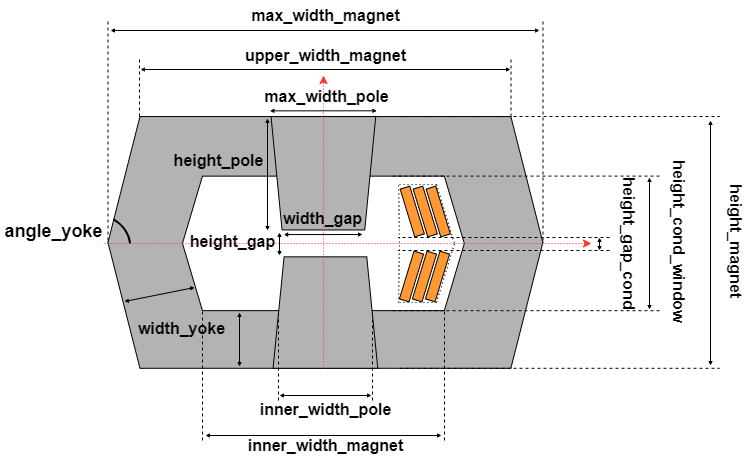 max_width_magnet
upper_width_magnet
max_width_pole
height_pole
width_gap
angle_yoke
height_gap
height_gap_cond
height_cond_window
height_magnet
width_yoke
inner_width_pole
inner_width_magnet